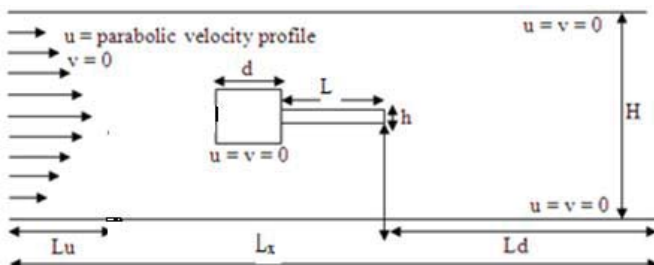 u = v = 0
u = parabolic velocity profile
v = 0
d
L
h
H
u = v = 0
u = v = 0
Lu
Lx
Ld